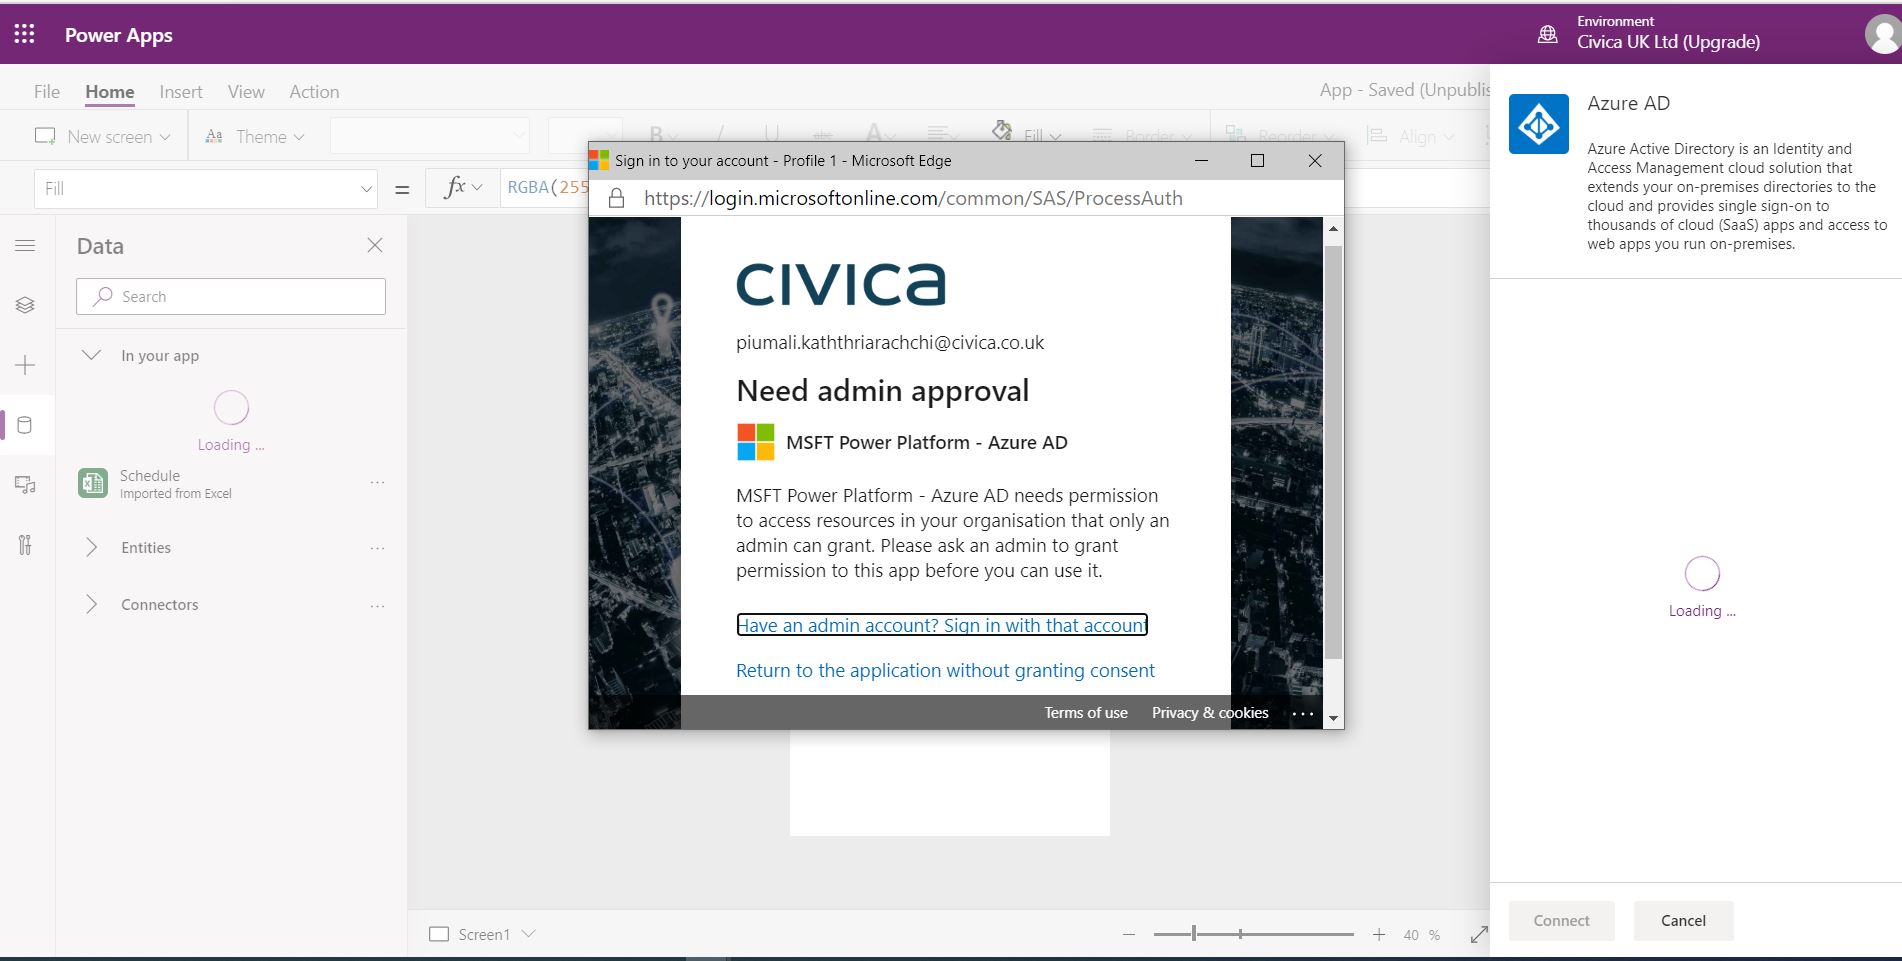 Power Apps
Environment
Civica UK Ltd (Upgrade)
File Home Insert View Action
App - Saved (Unpublis
New screen
Theme
B
I
U
abc
A
Fill
Border
Reorder
Align
Fill
=
fx
RGBA(255
Data
Search
In your app
Loading ...
Schedule
Imported from Excel
...
Entities
...
Connectors
...
Sign in to your account - Profile 1 - Microsoft Edge
https://login.microsoftonline.com/common/SAS/ProcessAuth
CIVICA
piumali.kaththriarachchi@civica.co.uk
Need admin approval
MSFT Power Platform - Azure AD
MSFT Power Platform - Azure AD needs permission
to access resources in your organisation that only an
admin can grant. Please ask an admin to grant
permission to this app before you can use it.
Have an admin account? Sign in with that account
Return to the application without granting consent
Terms of use Privacy & cookies ...
Azure AD
Azure Active Directory is an Identity and
Access Management cloud solution that
extends your on-premises directories to the
cloud and provides single sign-on to
thousands of cloud (SaaS) apps and access to
web apps you run on-premises.
Loading ...
Connect
Cancel
Screen1
40 %